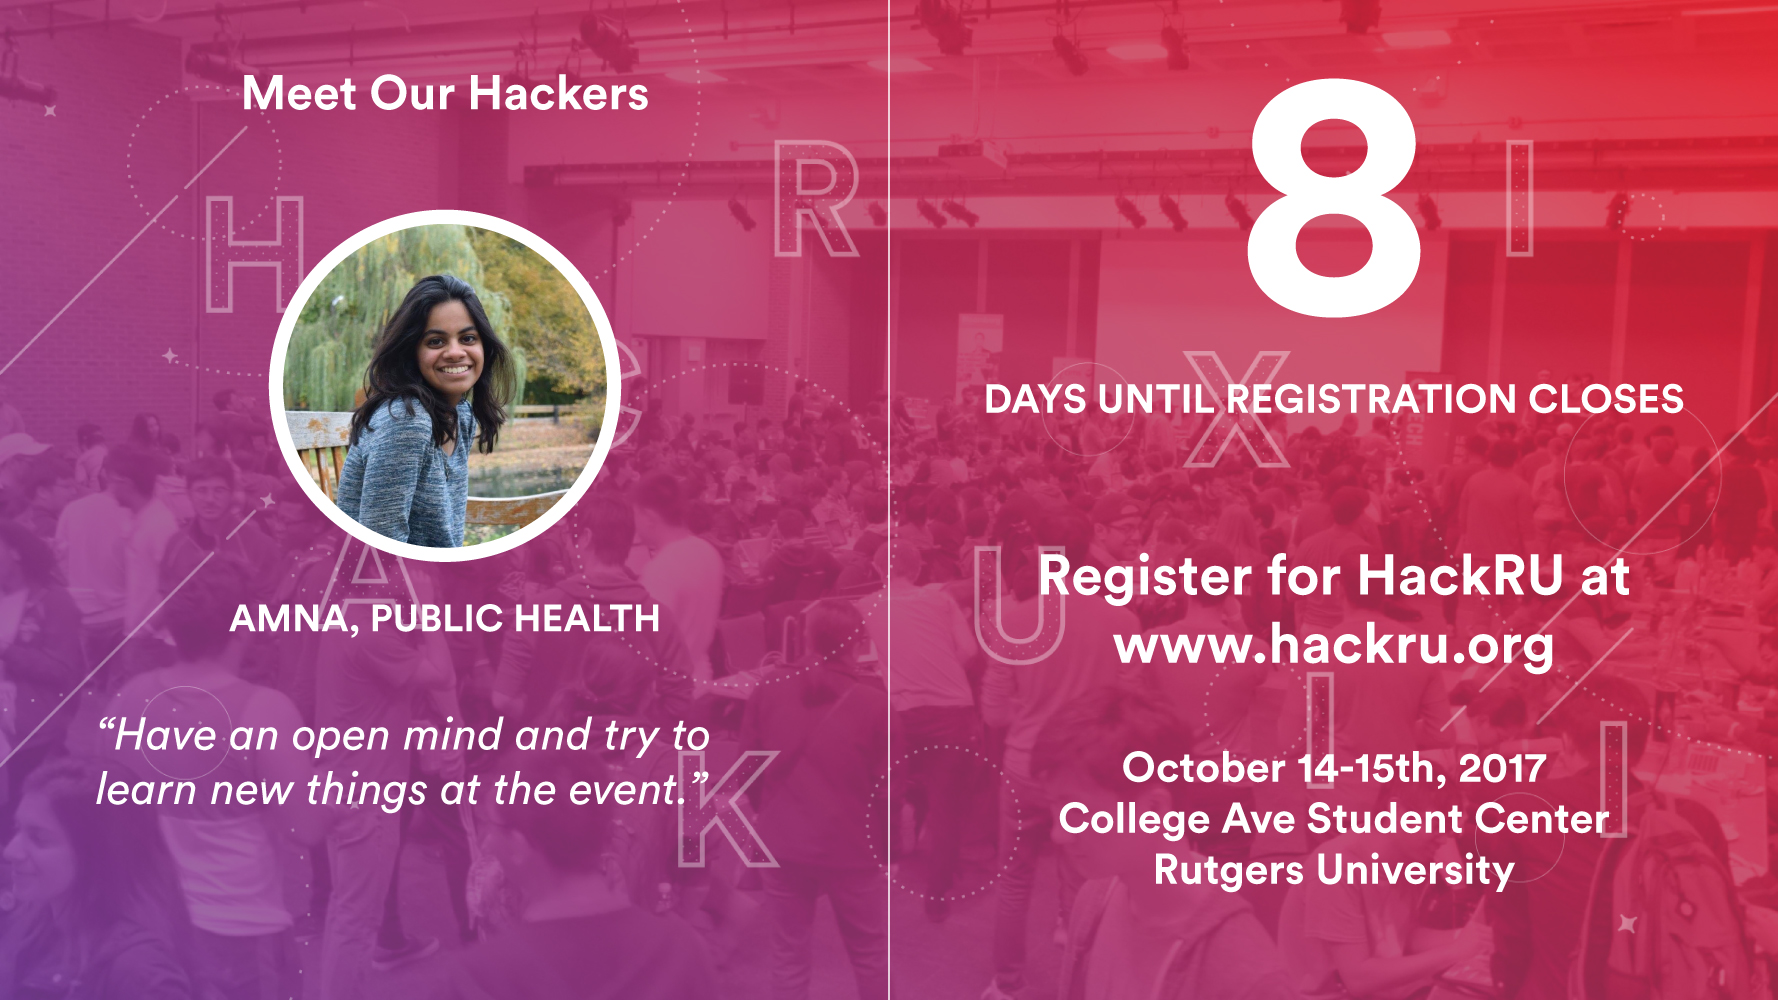 Meet Our Hackers
AMNA, PUBLIC HEALTH
“Have an open mind and try to
learn new things at the event.”
8
DAYS UNTIL REGISTRATION CLOSES
Register for HackRU at
www.hackru.org
October 14-15th, 2017
College Ave Student Center
Rutgers University
H
A
C
K
R
U
X
I
I
I